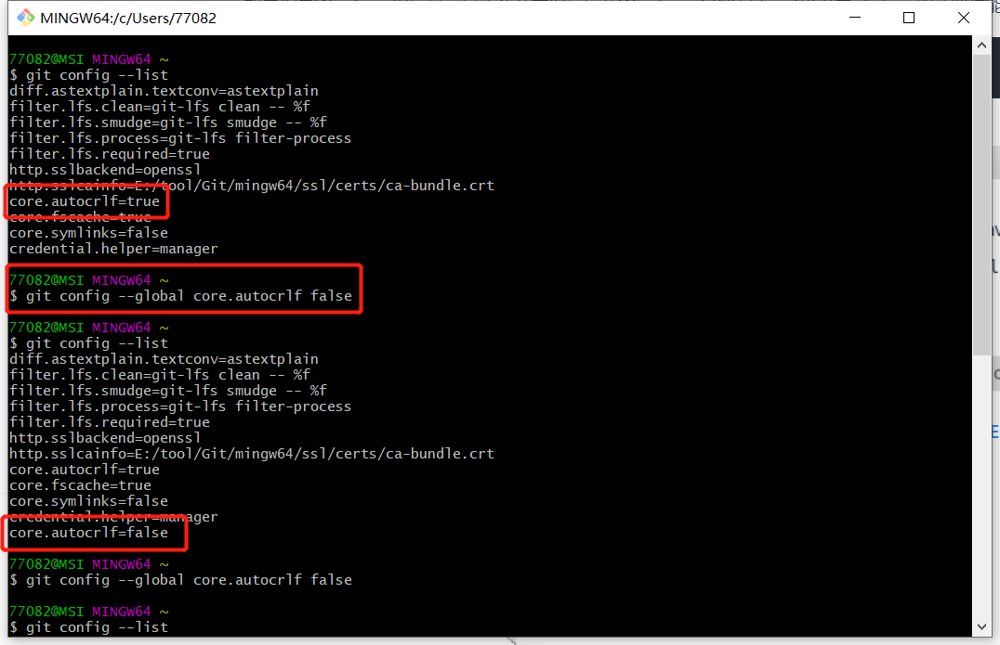 MINGW64:/c/Users/77082
77082@MSI MINGW64 ~
$ git config --list
diff.astextplain.textconv=astextplain
filter.lfs.clean=git-lfs clean -- %f
filter.lfs.smudge=git-lfs smudge -- %f
filter.lfs.process=git-lfs filter-process
filter.lfs.required=true
http.sslbackend=openssl
http.sslcainfo=E:/tool/Git/mingw64/ssl/certs/ca-bundle.crt
core.autocrlf=true
core.fscache=true
core.symlinks=false
credential.helper=manager
77082@MSI MINGW64 ~
$ git config --global core.autocrlf false
77082@MSI MINGW64 ~
$ git config --list
diff.astextplain.textconv=astextplain
filter.lfs.clean=git-lfs clean -- %f
filter.lfs.smudge=git-lfs smudge -- %f
filter.lfs.process=git-lfs filter-process
filter.lfs.required=true
http.sslbackend=openssl
http.sslcainfo=E:/tool/Git/mingw64/ssl/certs/ca-bundle.crt
core.autocrlf=true
core.fscache=true
core.symlinks=false
credential.helper=manager
core.autocrlf=false
77082@MSI MINGW64 ~
$ git config --global core.autocrlf false
77082@MSI MINGW64 ~
$ git config --list